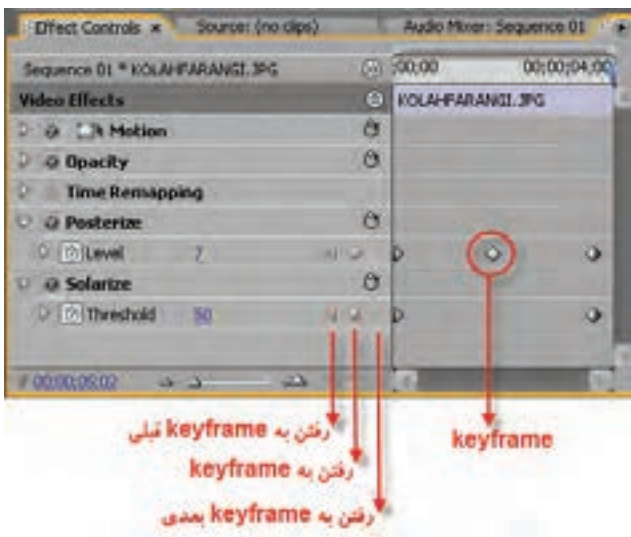 Effect Controls × Source: (no clips) Audio Mixer: Sequence 01
Sequence 01 * KOLAHFARANGI.JPG ;00;00 00;00;04;00
Video Effects KOLAHFARANGI.JPG
Motion
Opacity
Time Remapping
Posterize
Level 7
Solarize
Threshold 50
00;00;05;02
رفتن به keyframe قبلی
keyframe
رفتن به keyframe
رفتن به keyframe بعدی